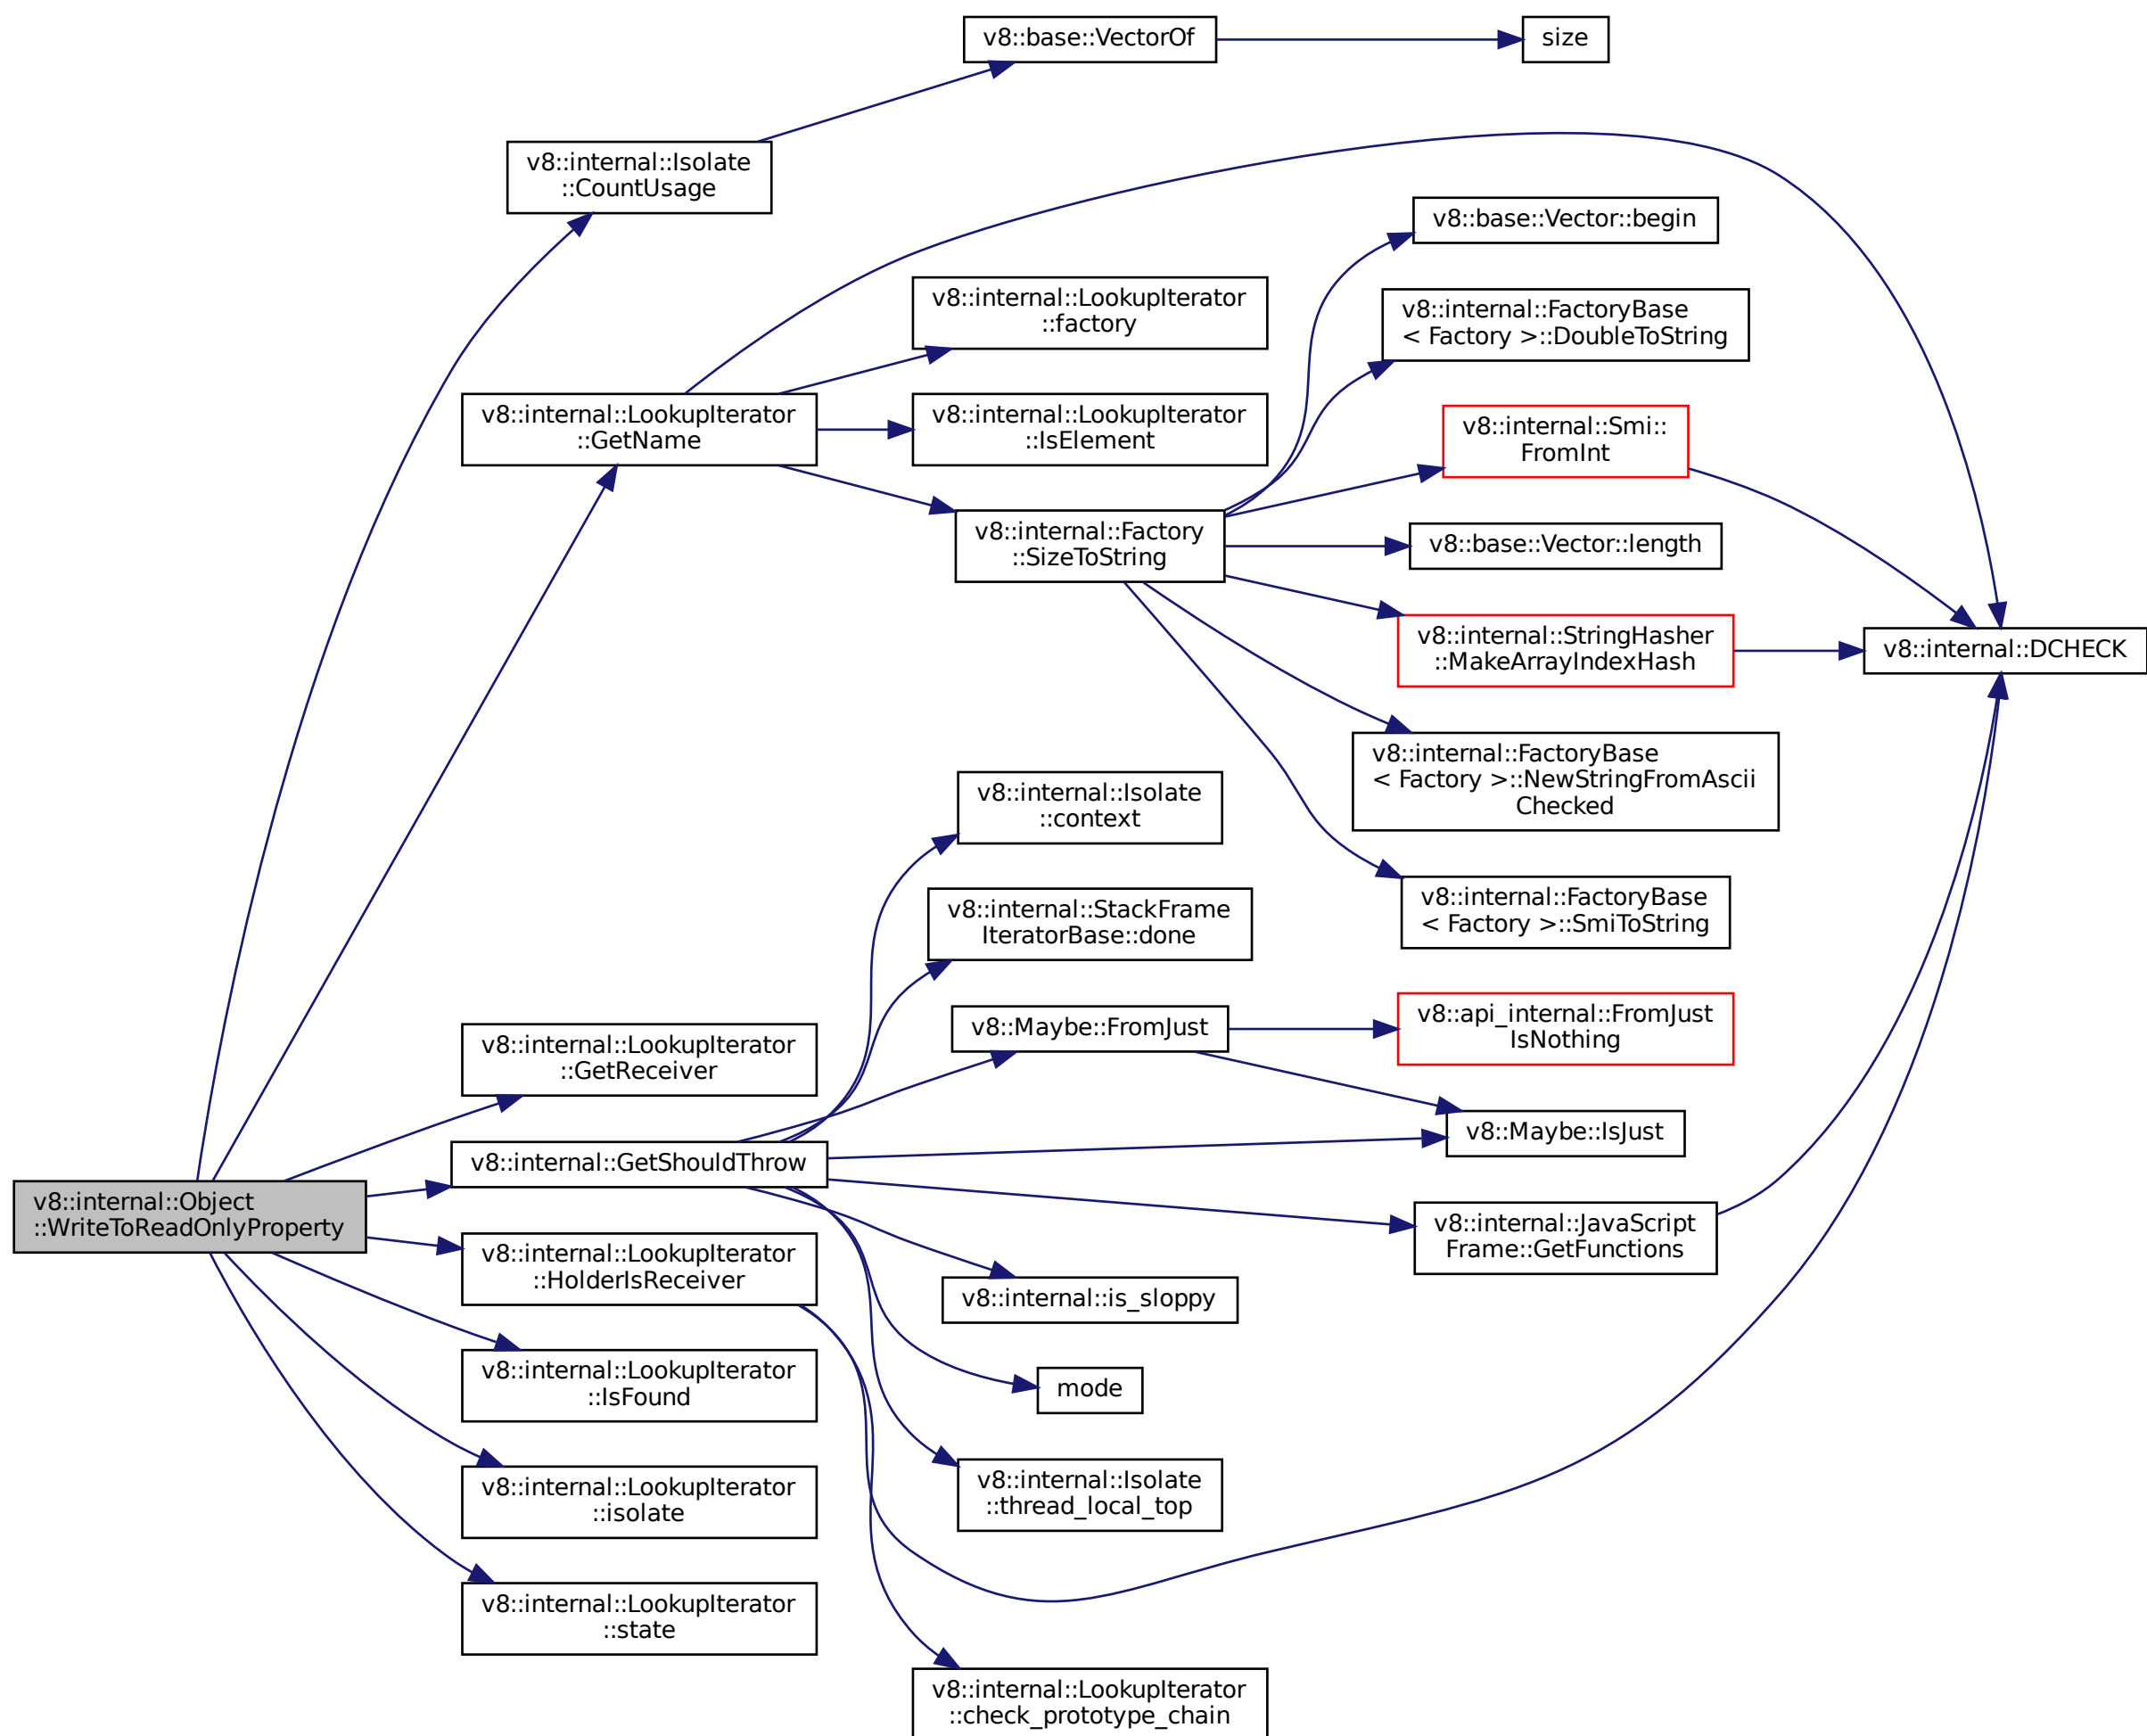 v8::base::VectorOf
size
v8::internal::Isolate
::CountUsage
v8::base::Vector::begin
v8::internal::LookupIterator
::factory
v8::internal::FactoryBase
< Factory >::DoubleToString
v8::internal::LookupIterator
::GetName
v8::internal::LookupIterator
::IsElement
v8::internal::Smi::
FromInt
v8::internal::Factory
::SizeToString
v8::base::Vector::length
v8::internal::StringHasher
::MakeArrayIndexHash
v8::internal::DCHECK
v8::internal::FactoryBase
< Factory >::NewStringFromAscii
Checked
v8::internal::Isolate
::context
v8::internal::FactoryBase
< Factory >::SmiToString
v8::internal::StackFrame
IteratorBase::done
v8::Maybe::FromJust
v8::api_internal::FromJust
IsNothing
v8::internal::LookupIterator
::GetReceiver
v8::Maybe::IsJust
v8::internal::GetShouldThrow
v8::internal::Object
::WriteToReadOnlyProperty
v8::internal::JavaScript
Frame::GetFunctions
v8::internal::LookupIterator
::HolderIsReceiver
v8::internal::is_sloppy
v8::internal::LookupIterator
::IsFound
mode
v8::internal::LookupIterator
::isolate
v8::internal::Isolate
::thread_local_top
v8::internal::LookupIterator
::state
v8::internal::LookupIterator
::check_prototype_chain